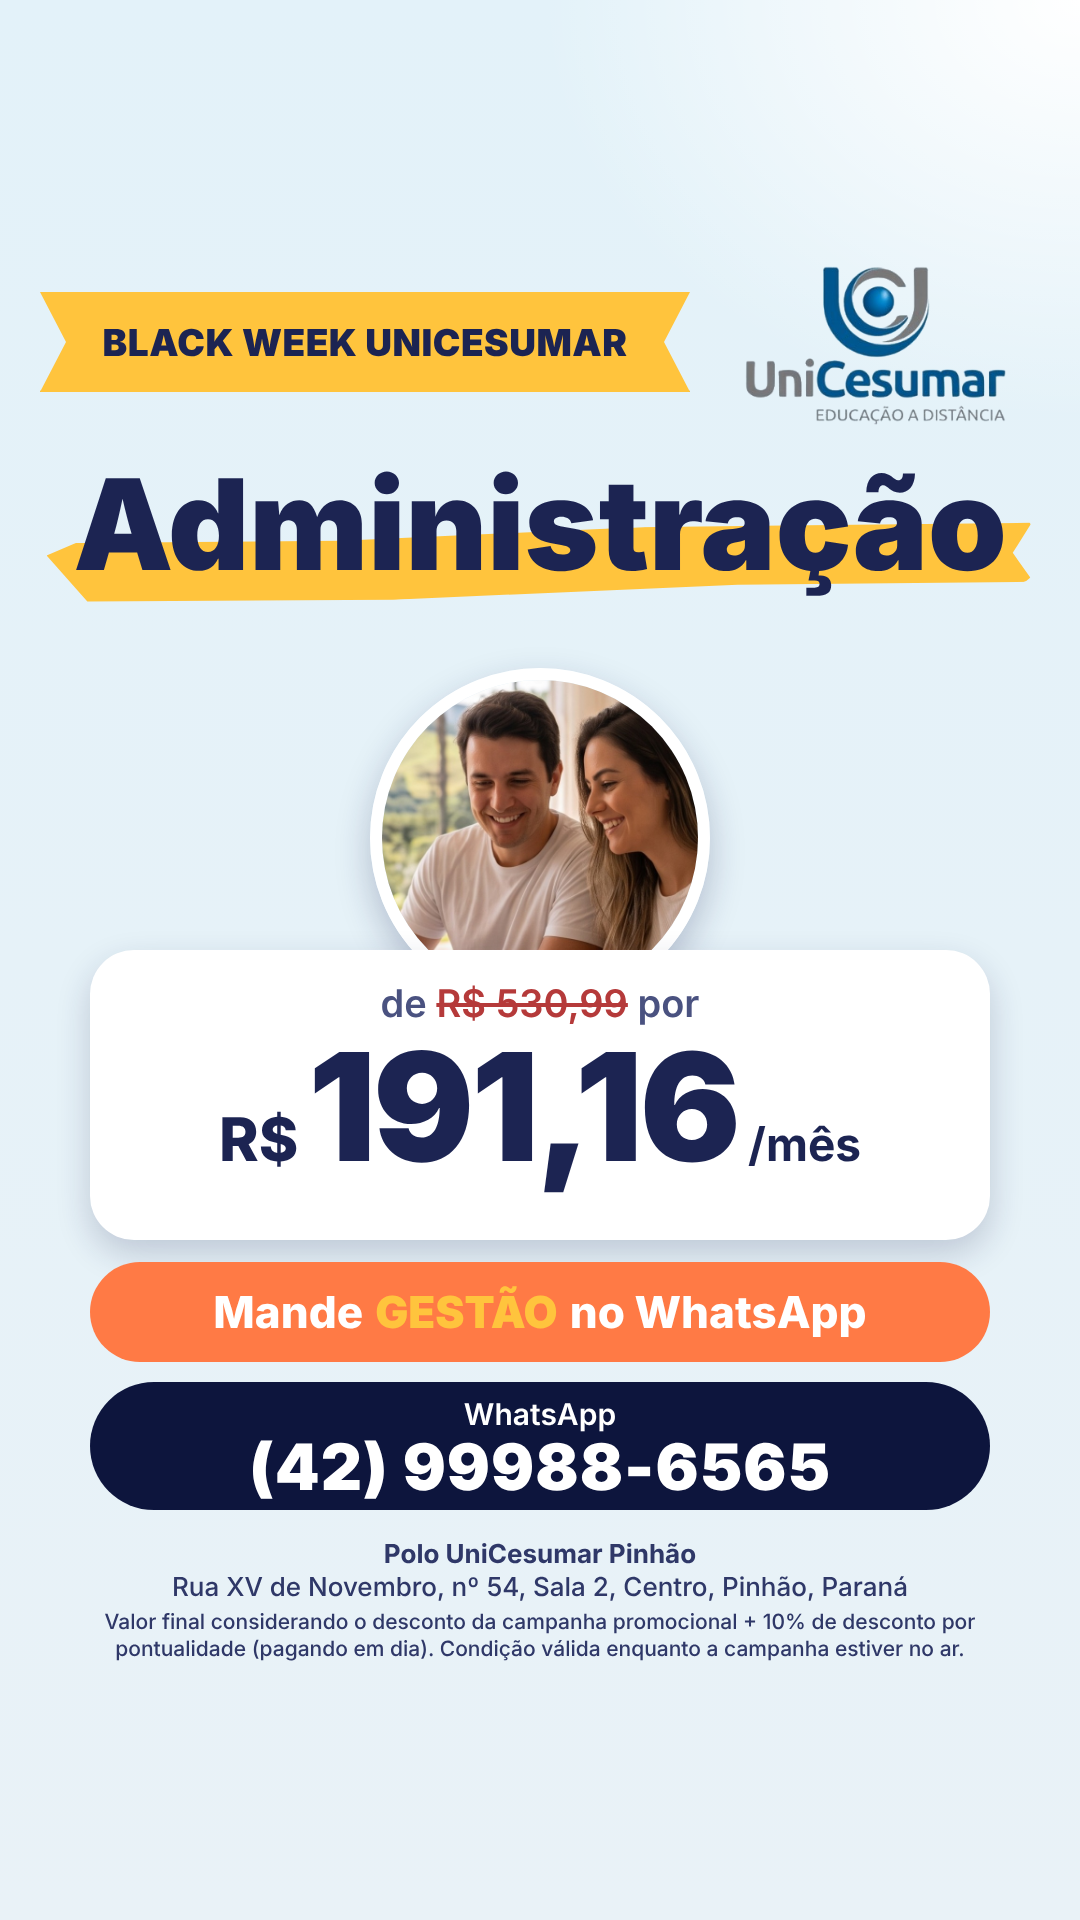 BLACK WEEK UNICESUMAR
UniCesumar
EDUCAÇÃO A DISTÂNCIA
Administração
de R$ 530,99 por
R$ 191,16 /mês
Mande GESTÃO no WhatsApp
WhatsApp
(42) 99988-6565
Polo UniCesumar Pinhão
Rua XV de Novembro, nº 54, Sala 2, Centro, Pinhão, Paraná
Valor final considerando o desconto da campanha promocional + 10% de desconto por
pontualidade (pagando em dia). Condição válida enquanto a campanha estiver no ar.